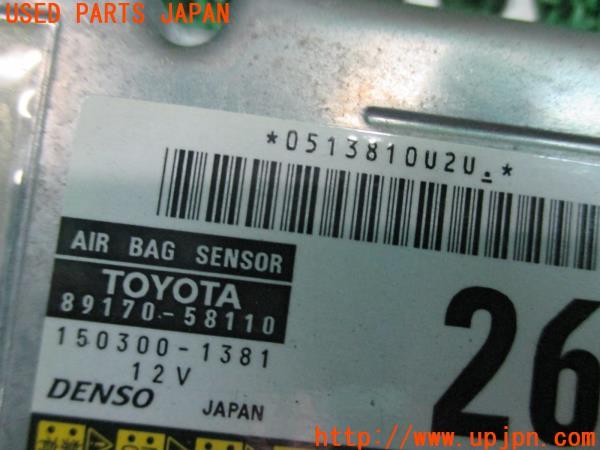 USED PARTS JAPAN
*0513810U2U.*
AIR BAG SENSOR
TOYOTA
89170-58110
26
150300-1381
12V
DENSO JAPAN
http://www.upjpn.com